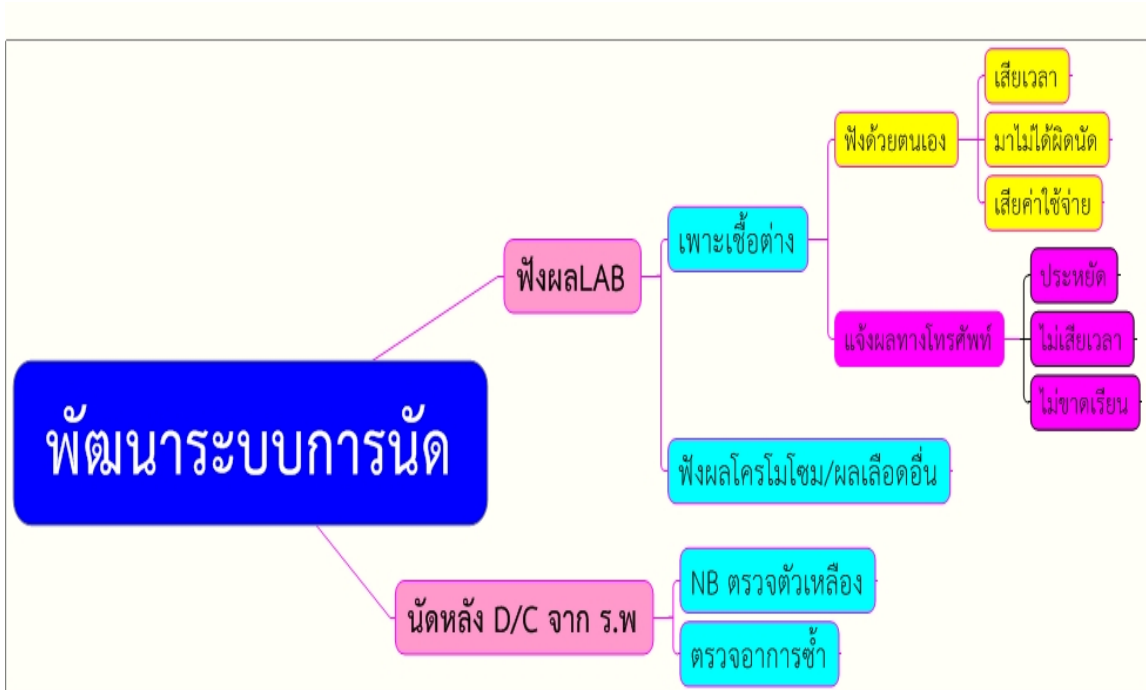 พัฒนาระบบการนัด
ฟังผลLAB
เพาะเชื้อต่าง
ฟังด้วยตนเอง
เสียเวลา
มาไม่ได้ผิดนัด
เสียค่าใช้จ่าย
แจ้งผลทางโทรศัพท์
ประหยัด
ไม่เสียเวลา
ไม่ขาดเรียน
ฟังผลโครโมโซม/ผลเลือดอื่น
นัดหลัง D/C จาก ร.พ
NB ตรวจตัวเหลือง
ตรวจอาการซ้ำ